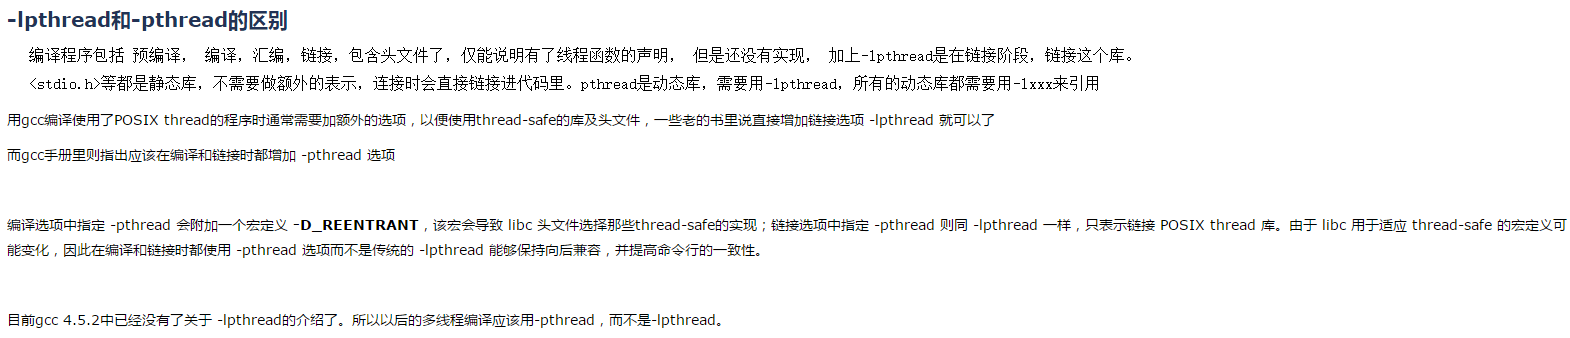 -lpthread和-pthread的区别
编译程序包括 预编译， 编译，汇编，链接，包含头文件了，仅能说明有了线程函数的声明， 但是还没有实现， 加上-lpthread是在链接阶段，链接这个库。
<stdio.h>等都是静态库，不需要做额外的表示，连接时会直接链接进代码里。pthread是动态库，需要用-lpthread，所有的动态库都需要用-lxxx来引用
用gcc编译使用了POSIX thread的程序时通常需要加额外的选项，以便使用thread-safe的库及头文件，一些老的书里说直接增加链接选项 -lpthread 就可以了
而gcc手册里则指出应该在编译和链接时都增加 -pthread 选项
编译选项中指定 -pthread 会附加一个宏定义 -D_REENTRANT，该宏会导致 libc 头文件选择那些thread-safe的实现；链接选项中指定 -pthread 则同 -lpthread 一样，只表示链接 POSIX thread 库。由于 libc 用于适应 thread-safe 的宏定义可
能变化，因此在编译和链接时都使用 -pthread 选项而不是传统的 -lpthread 能够保持向后兼容，并提高命令行的一致性。
目前gcc 4.5.2中已经没有了关于 -lpthread的介绍了。所以以后的多线程编译应该用-pthread，而不是-lpthread。